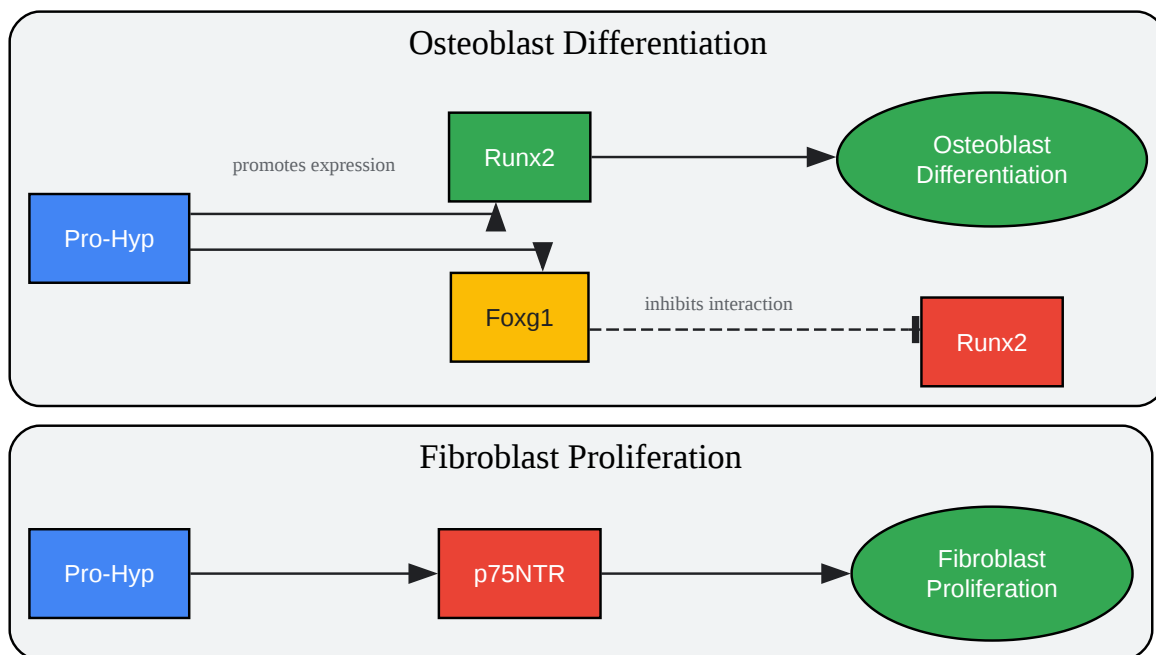 Osteoblast Differentiation
Runx2
Osteoblast
Differentiation
promotes expression
Pro-Hyp
Foxg1
inhibits interaction
Runx2
Fibroblast Proliferation
Pro-Hyp
p75NTR
Fibroblast
Proliferation